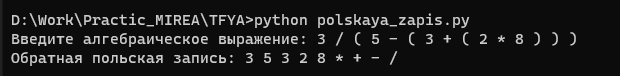 D:\Work\Practic_MIREA\TFYA>python polskaya_zapis.py
Введите алгебраическое выражение: 3 / ( 5 - ( 3 + ( 2 * 8 ) ) )
Обратная польская запись: 3 5 3 2 8 * + - /